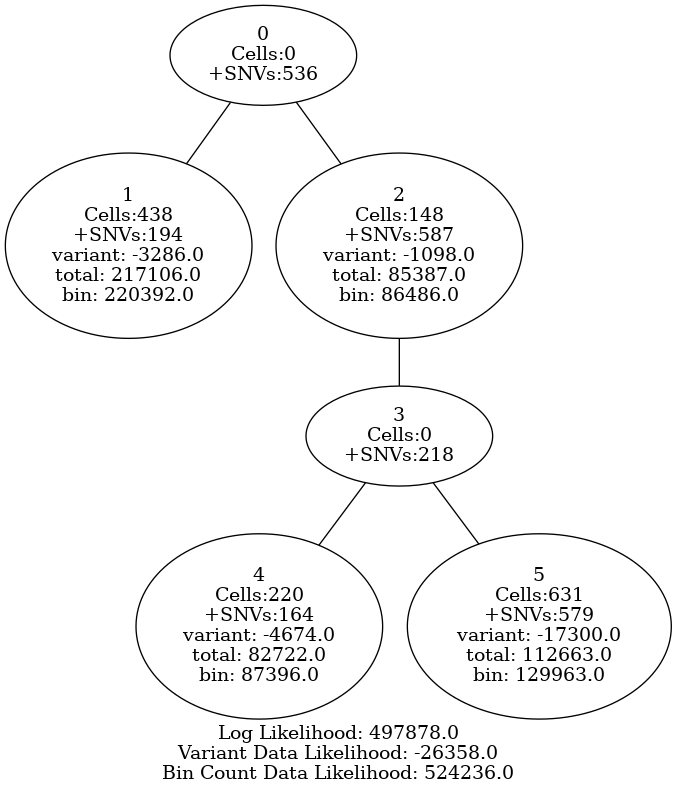 0
Cells:0
+SNVs:536
1
Cells:438
+SNVs:194
variant: -3286.0
total: 217106.0
bin: 220392.0
2
Cells:148
+SNVs:587
variant: -1098.0
total: 85387.0
bin: 86486.0
3
Cells:0
+SNVs:218
4
Cells:220
+SNVs:164
variant: -4674.0
total: 82722.0
bin: 87396.0
5
Cells:631
+SNVs:579
variant: -17300.0
total: 112663.0
bin: 129963.0
Log Likelihood: 497878.0
Variant Data Likelihood: -26358.0
Bin Count Data Likelihood: 524236.0